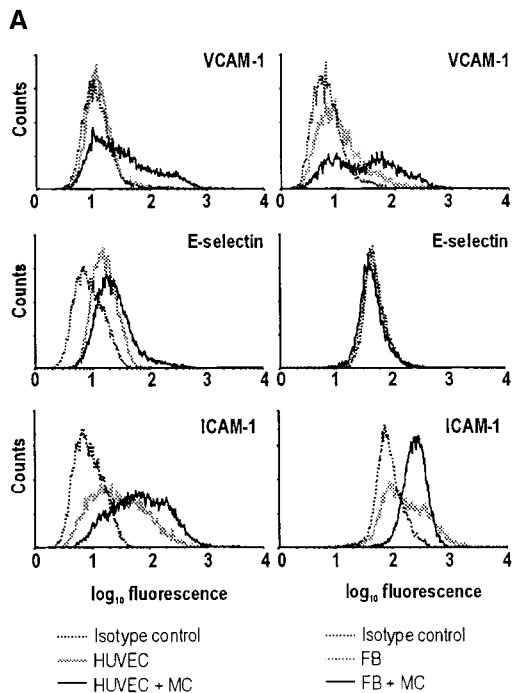 A
VCAM-1 VCAM-1
Counts
0 1 2 3 4 0 1 2 3 4
E-selectin E-selectin
Counts
0 1 2 3 4 0 1 2 3 4
ICAM-1 ICAM-1
Counts
0 1 2 3 4 0 1 2 3 4
log₁₀ fluorescence log₁₀ fluorescence
Isotype control Isotype control
HUVEC FB
HUVEC + MC FB + MC